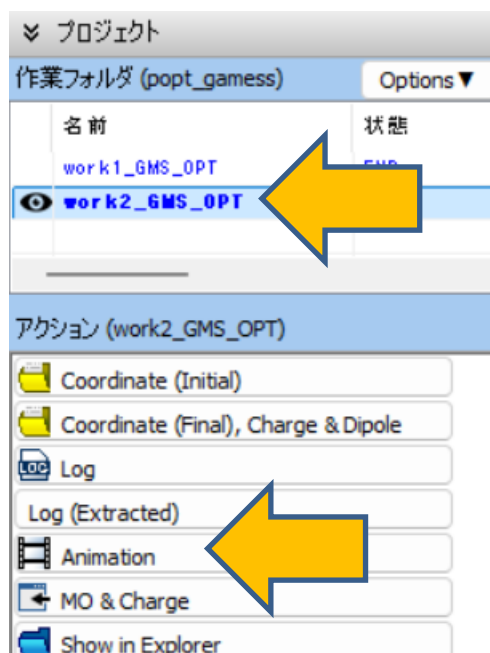 プロジェクト
作業フォルダ (popt_gamess) Options▼
名前 状態
work1_GMS_OPT END
work2_GMS_OPT
アクション (work2_GMS_OPT)
Coordinate (Initial)
Coordinate (Final), Charge & Dipole
LOG Log
Log (Extracted)
Animation
MO & Charge
Show in Explorer